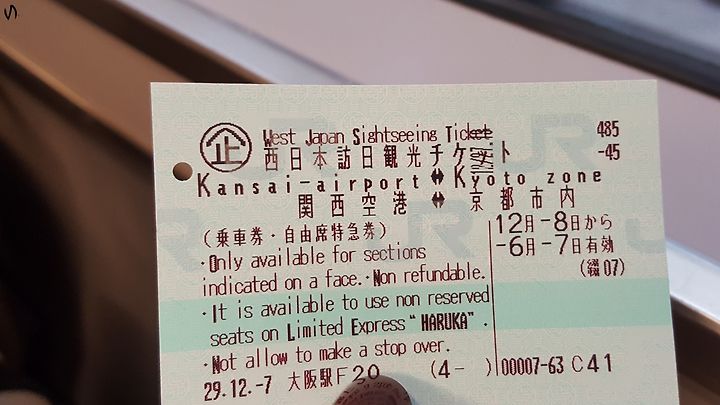 企 West Japan Sightseeing Ticket 485
西日本訪日観光チケット -45
Kansai-airport ⬌ Kyoto zone
関西空港 ⬌ 京都市内
(乗車券・自由席特急券)
12月-8日から
-6月-7日有効
・Only available for sections
indicated on a face.・Non refundable.
(繼07)
・It is available to use non reserved
seats on Limited Express“HARUKA”.
・Not allow to make a stop over.
29.12.-7 大阪駅F20 (4- ) 00007-63 C41